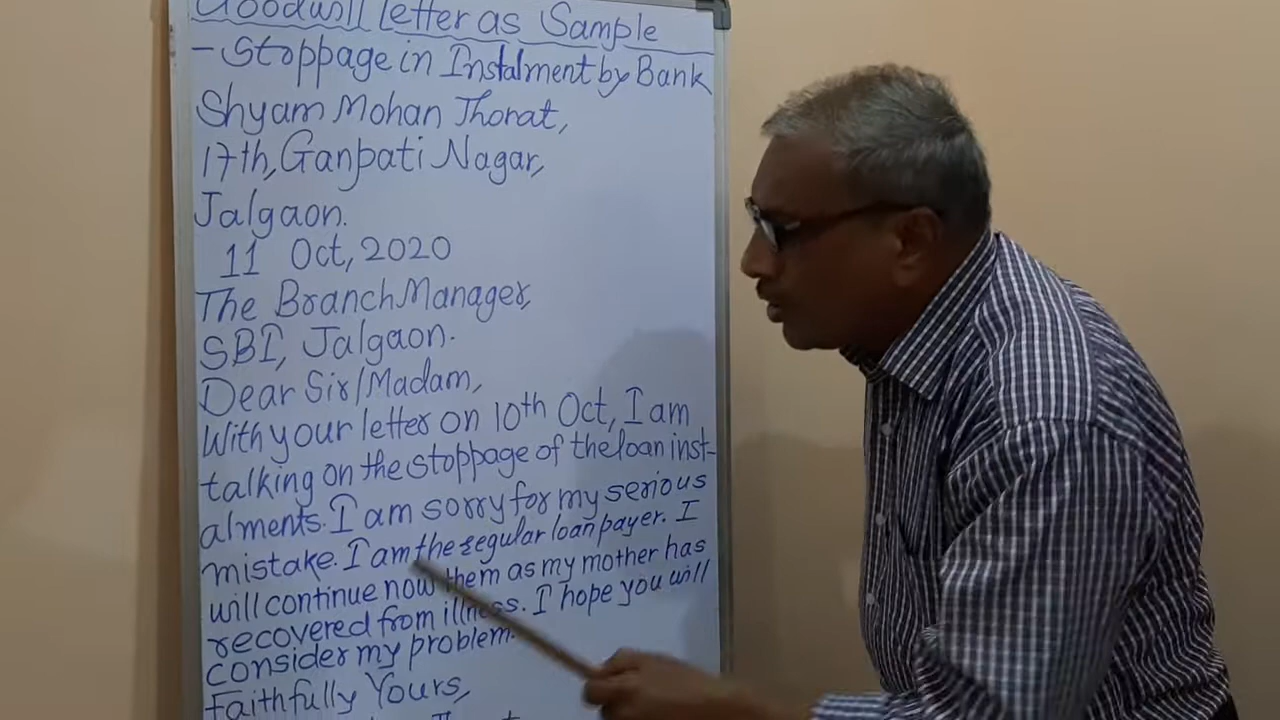 Goodwill Letter as Sample
- Stoppage in Instalment by Bank
Shyam Mohan Thorat,
17th, Ganpati Nagar,
Jalgaon.
11 Oct, 2020
The Branch Manager,
SBI, Jalgaon.
Dear Sir/Madam,
With your letter on 10th Oct, I am
talking on the stoppage of the loan inst-
alments. I am sorry for my serious
mistake. I am the regular loan payer. I
will continue now them as my mother has
recovered from illness. I hope you will
consider my problem.
Faithfully Yours,